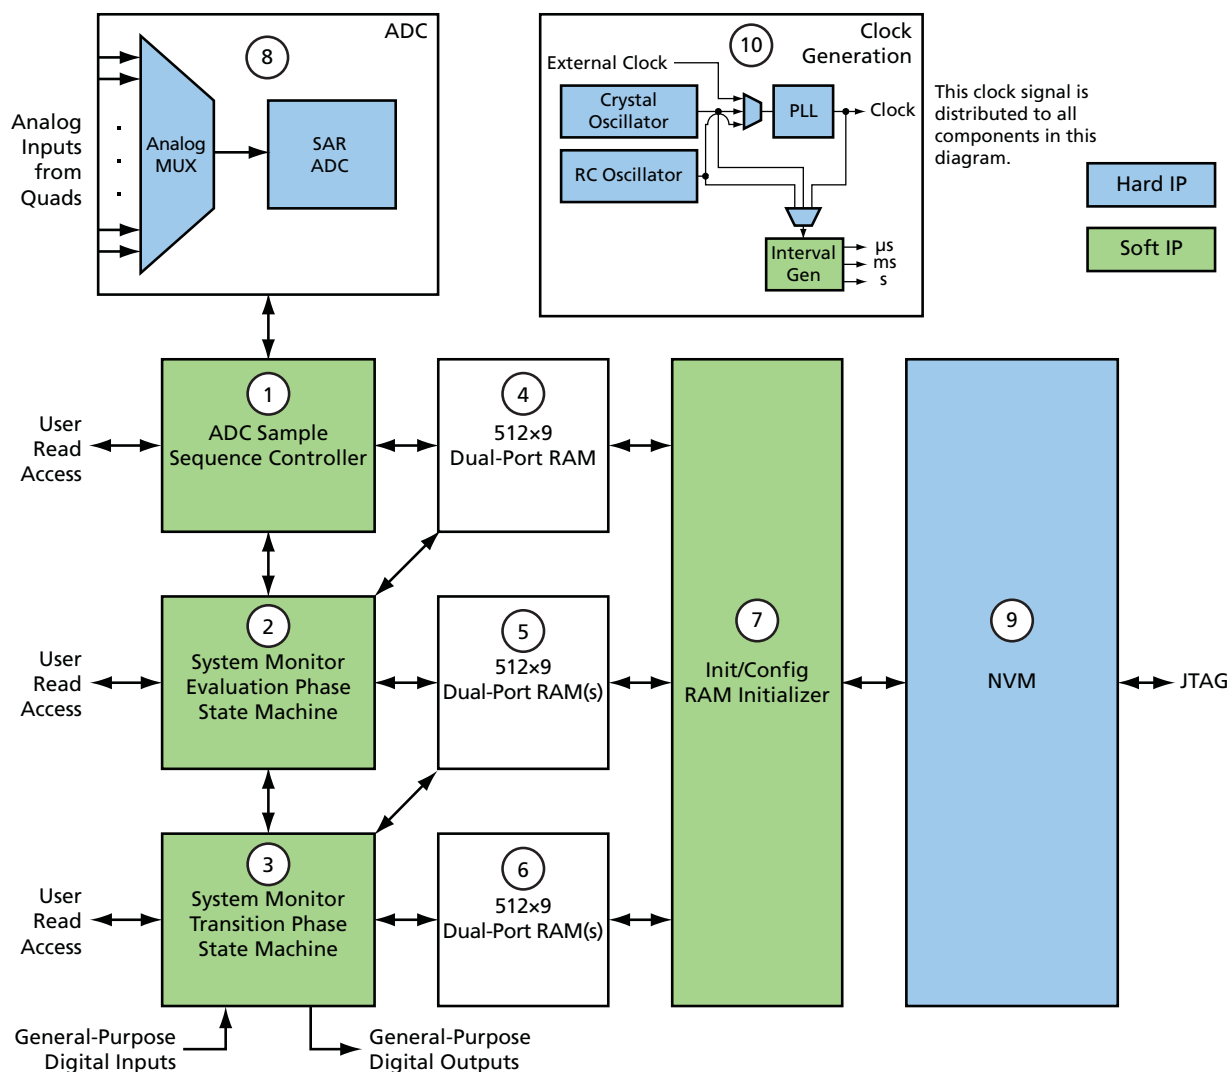 ADC
8
Analog
Inputs
from
Quads
Analog
MUX
SAR
ADC
10
Clock
Generation
External Clock
Crystal
Oscillator
PLL
Clock
RC Oscillator
Interval
Gen
µs
ms
s
This clock signal is
distributed to all
components in this
diagram.
Hard IP
Soft IP
User
Read
Access
1
ADC Sample
Sequence Controller
4
512×9
Dual-Port RAM
User
Read
Access
2
System Monitor
Evaluation Phase
State Machine
5
512×9
Dual-Port RAM(s)
7
Init/Config
RAM Initializer
9
NVM
JTAG
User
Read
Access
3
System Monitor
Transition Phase
State Machine
6
512×9
Dual-Port RAM(s)
General-Purpose
Digital Inputs
General-Purpose
Digital Outputs